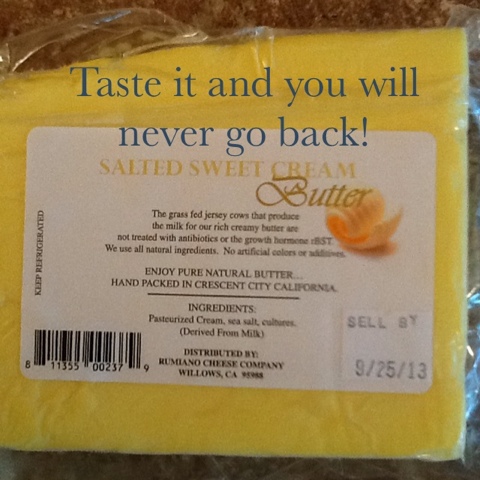 Taste it and you will
never go back!
SALTED SWEET CREAM
Butter
The grass fed jersey cows that produce
the milk for our rich creamy butter are
not treated with antibiotics or the growth hormone rBST.
We use all natural ingredients. No artificial colors or additives.
KEEP REFRIGERATED
ENJOY PURE NATURAL BUTTER...
HAND PACKED IN CRESCENT CITY CALIFORNIA.
INGREDIENTS:
Pasteurized Cream, sea salt, cultures.
(Derived From Milk)
SELL BY
9/25/13
DISTRIBUTED BY:
RUMIANO CHEESE COMPANY
WILLOWS, CA 95988
8 11355 00237 9